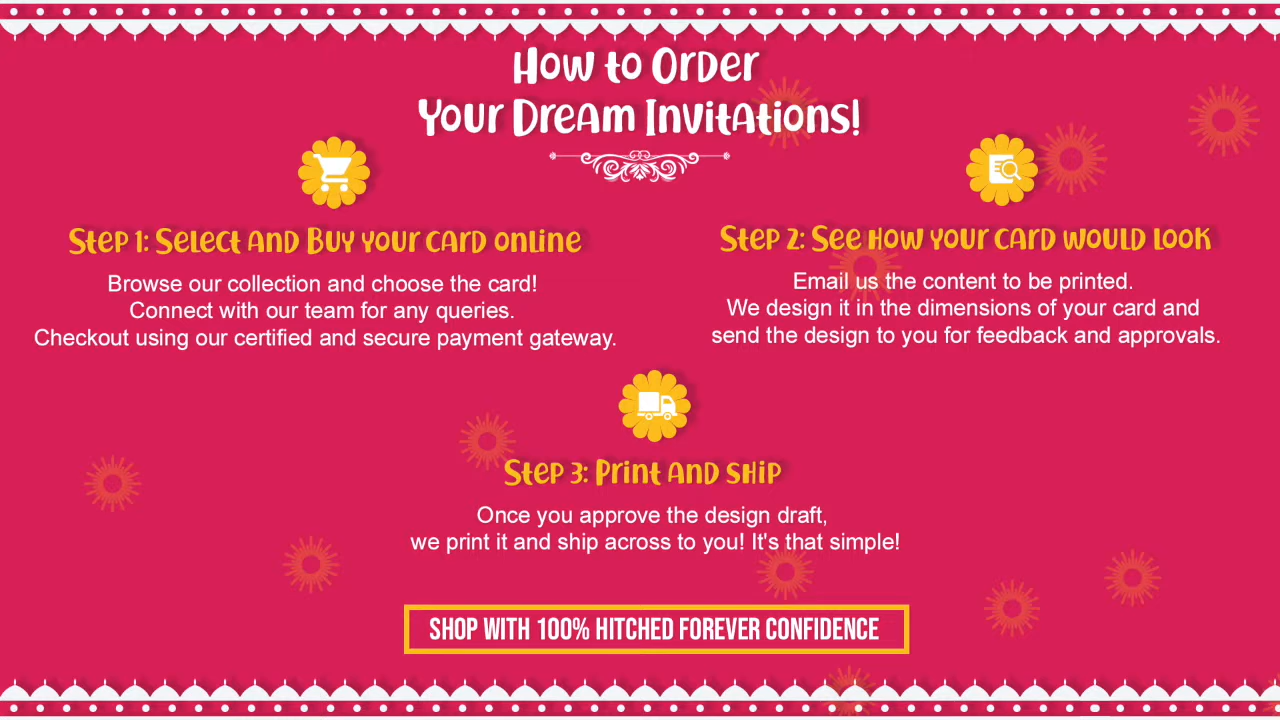 How to Order
Your Dream Invitations!
Step 1: Select and Buy your card online
Browse our collection and choose the card!
Connect with our team for any queries.
Checkout using our certified and secure payment gateway.
Step 2: See how your card would look
Email us the content to be printed.
We design it in the dimensions of your card and
send the design to you for feedback and approvals.
Step 3: Print and ship
Once you approve the design draft,
we print it and ship across to you! It's that simple!
SHOP WITH 100% HITCHED FOREVER CONFIDENCE